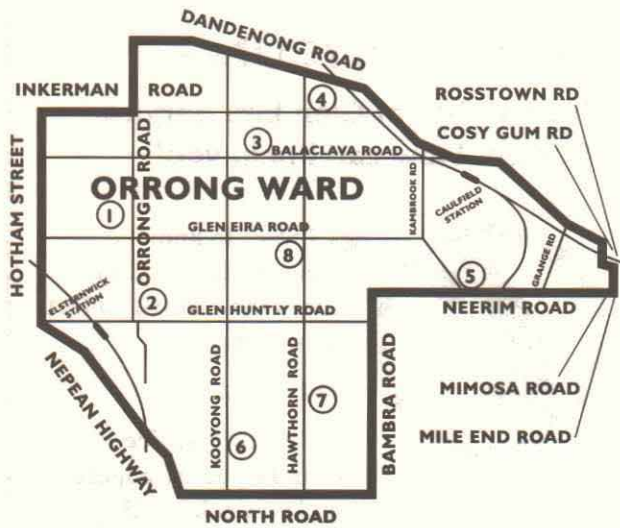 DANDENONG ROAD
INKERMAN ROAD
4
ROSSTOWN RD
COSY GUM RD
3
BALACLAVA ROAD
ORRONG WARD
HOTHAM STREET
ORRONG ROAD
1
KAMBROOK RD
CAULFIELD
STATION
GLEN EIRA ROAD
8
GRANGE RD
5
ELSTERNWICK
STATION
2
GLEN HUNTLY ROAD
NEERIM ROAD
NEPEAN HIGHWAY
KOOYONG ROAD
HAWTHORN ROAD
7
BAMBRA ROAD
MIMOSA ROAD
6
MILE END ROAD
NORTH ROAD